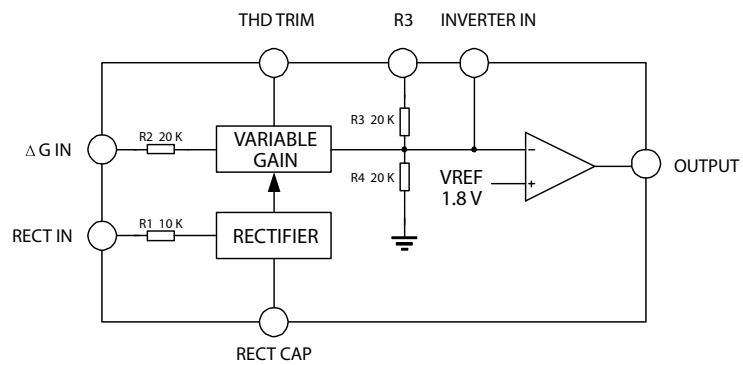 THD TRIM
R3
INVERTER IN
R3 20 K
R2 20 K
Δ G IN
VARIABLE
GAIN
OUTPUT
R4 20 K
VREF
1.8 V
−
+
R1 10 K
RECT IN
RECTIFIER
RECT CAP